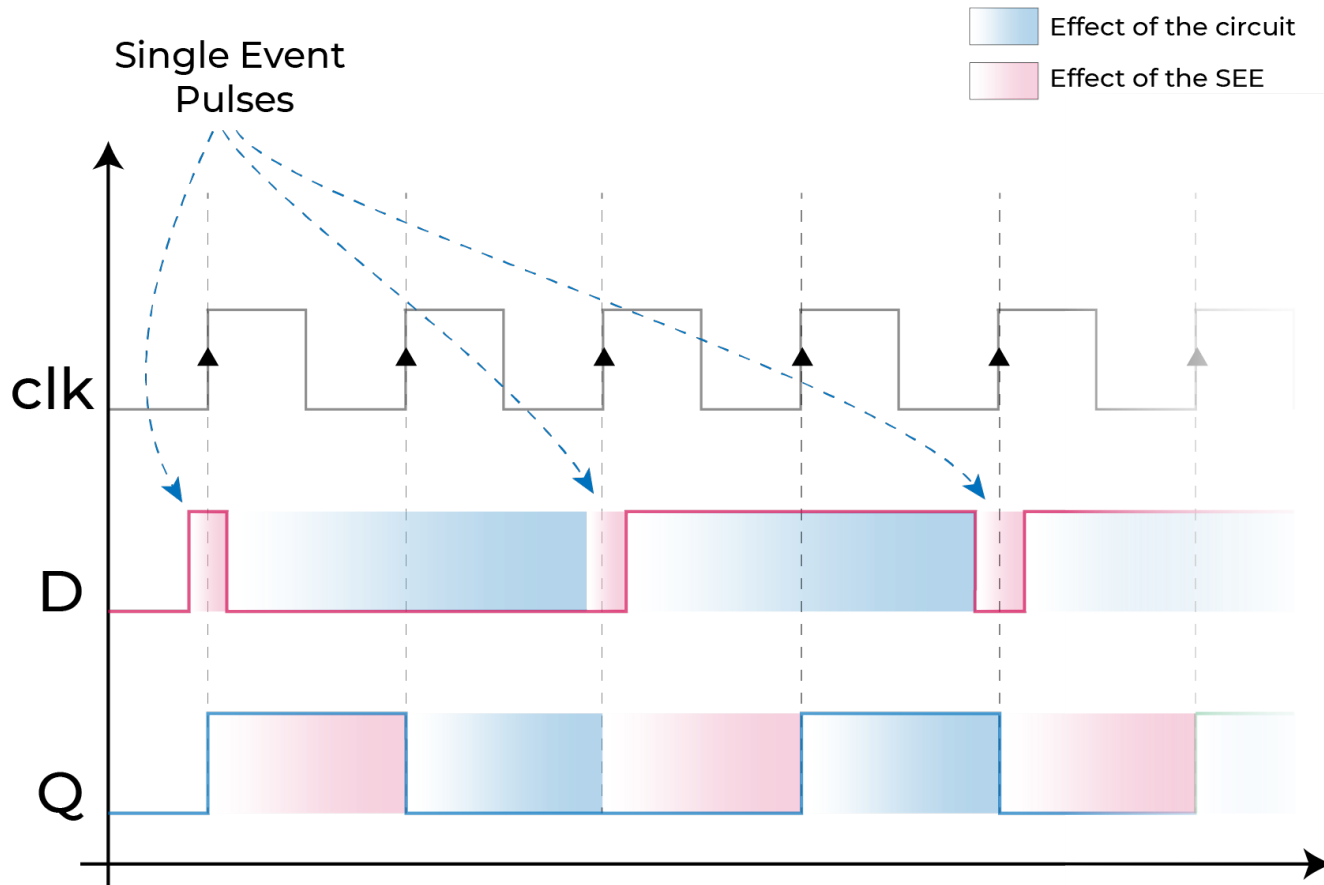 Effect of the circuit
Effect of the SEE
Single Event
Pulses
clk
D
Q